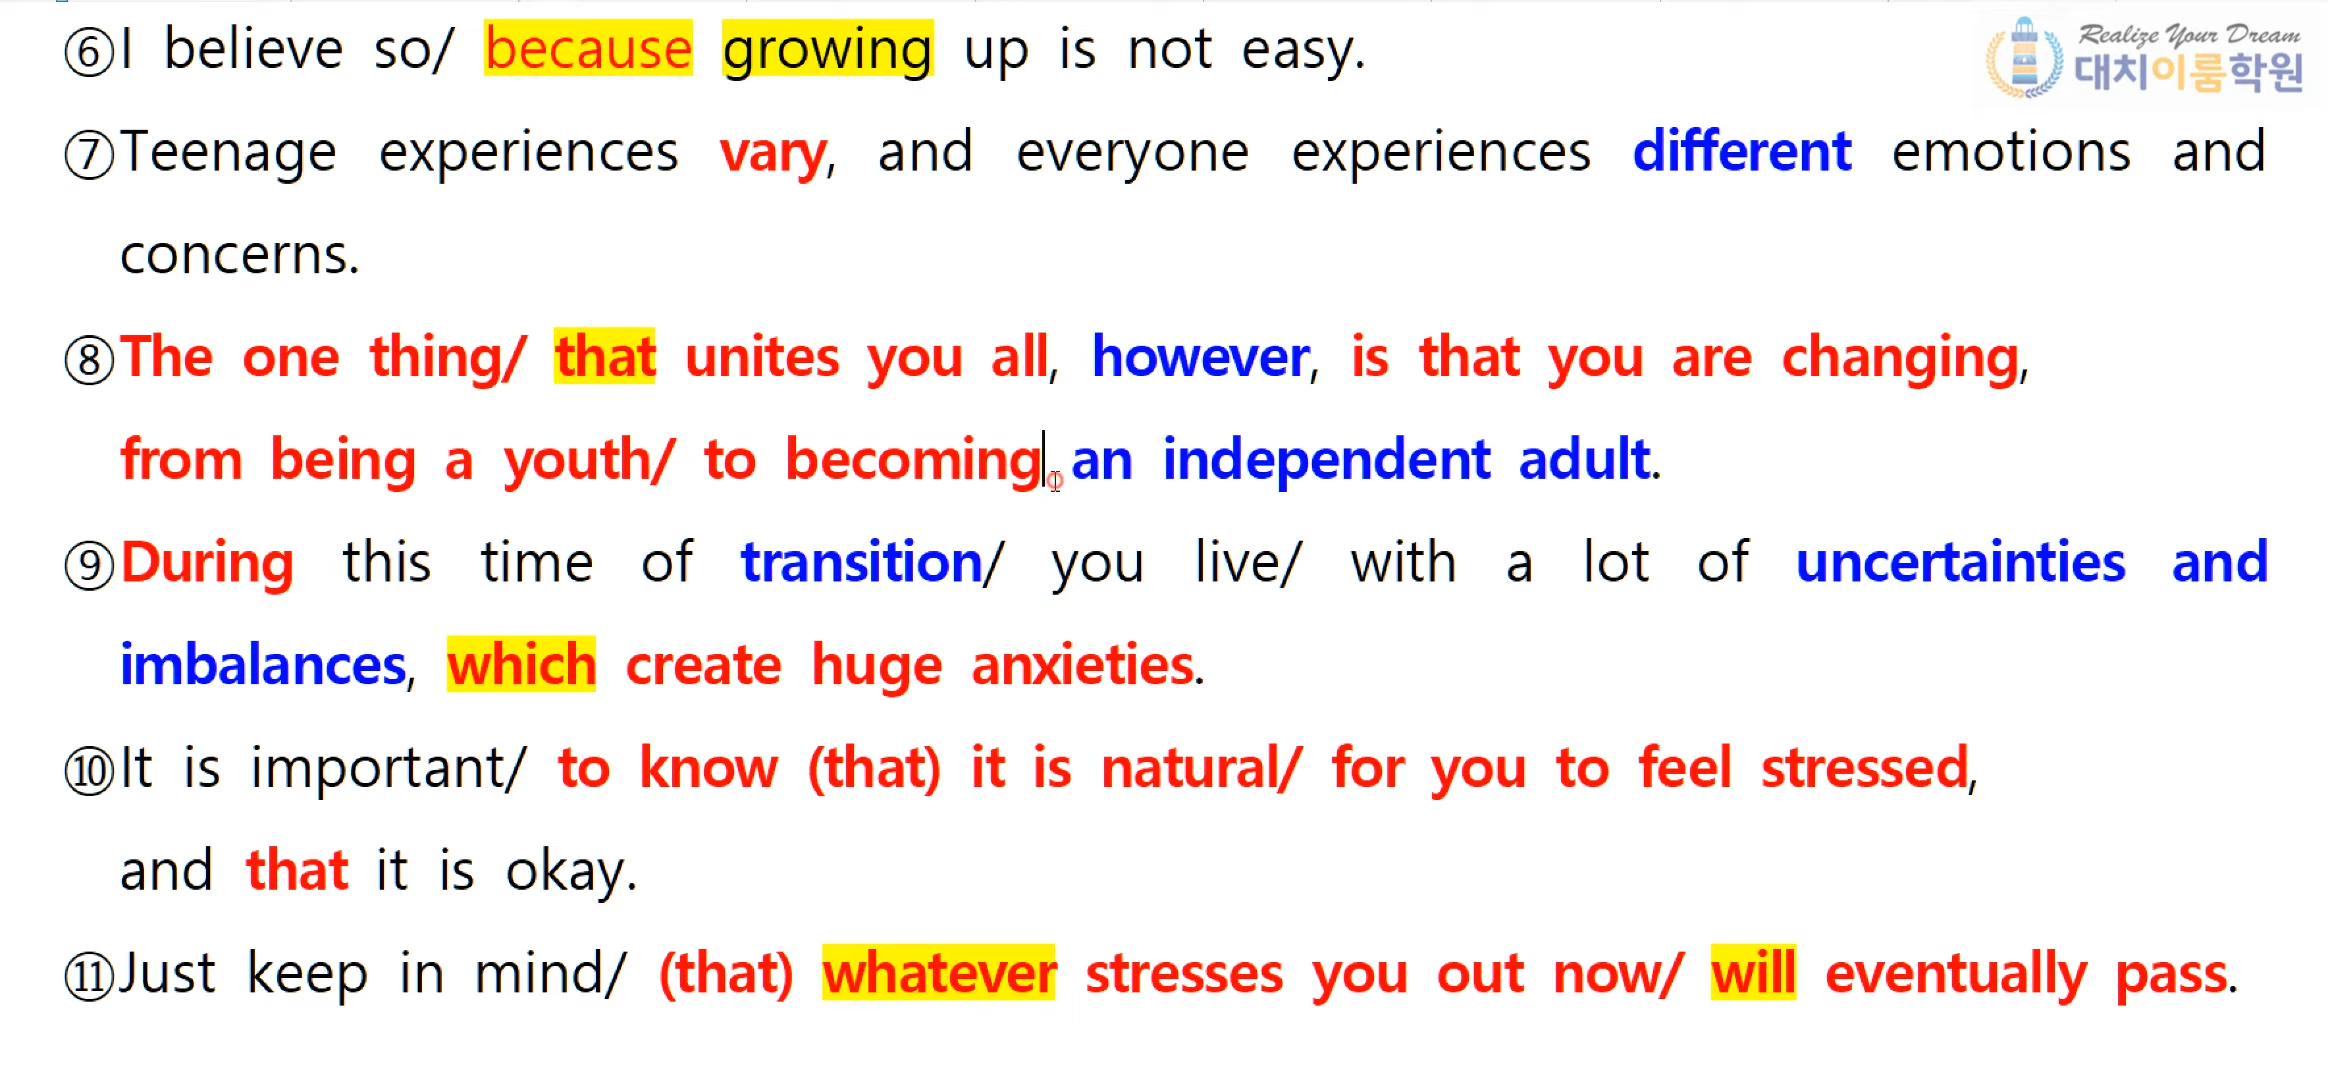 ⑥I believe so/ because growing up is not easy.
Realize Your Dream
대치이룸학원
⑦Teenage experiences vary, and everyone experiences different emotions and
concerns.
⑧The one thing/ that unites you all, however, is that you are changing,
from being a youth/ to becoming an independent adult.
⑨During this time of transition/ you live/ with a lot of uncertainties and
imbalances, which create huge anxieties.
⑩It is important/ to know (that) it is natural/ for you to feel stressed,
and that it is okay.
⑪Just keep in mind/ (that) whatever stresses you out now/ will eventually pass.